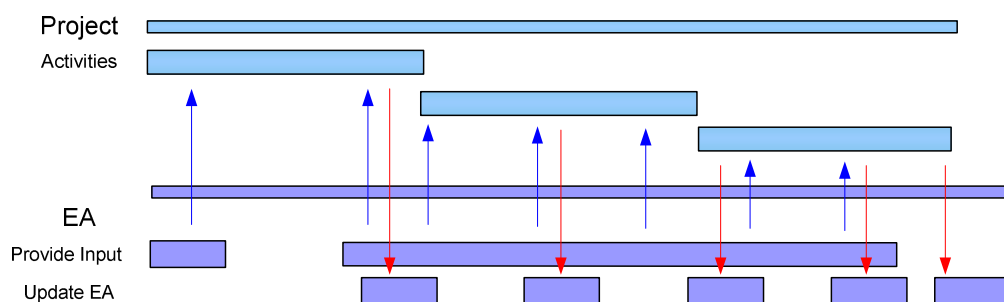 Project
Activities
EA
Provide Input
Update EA